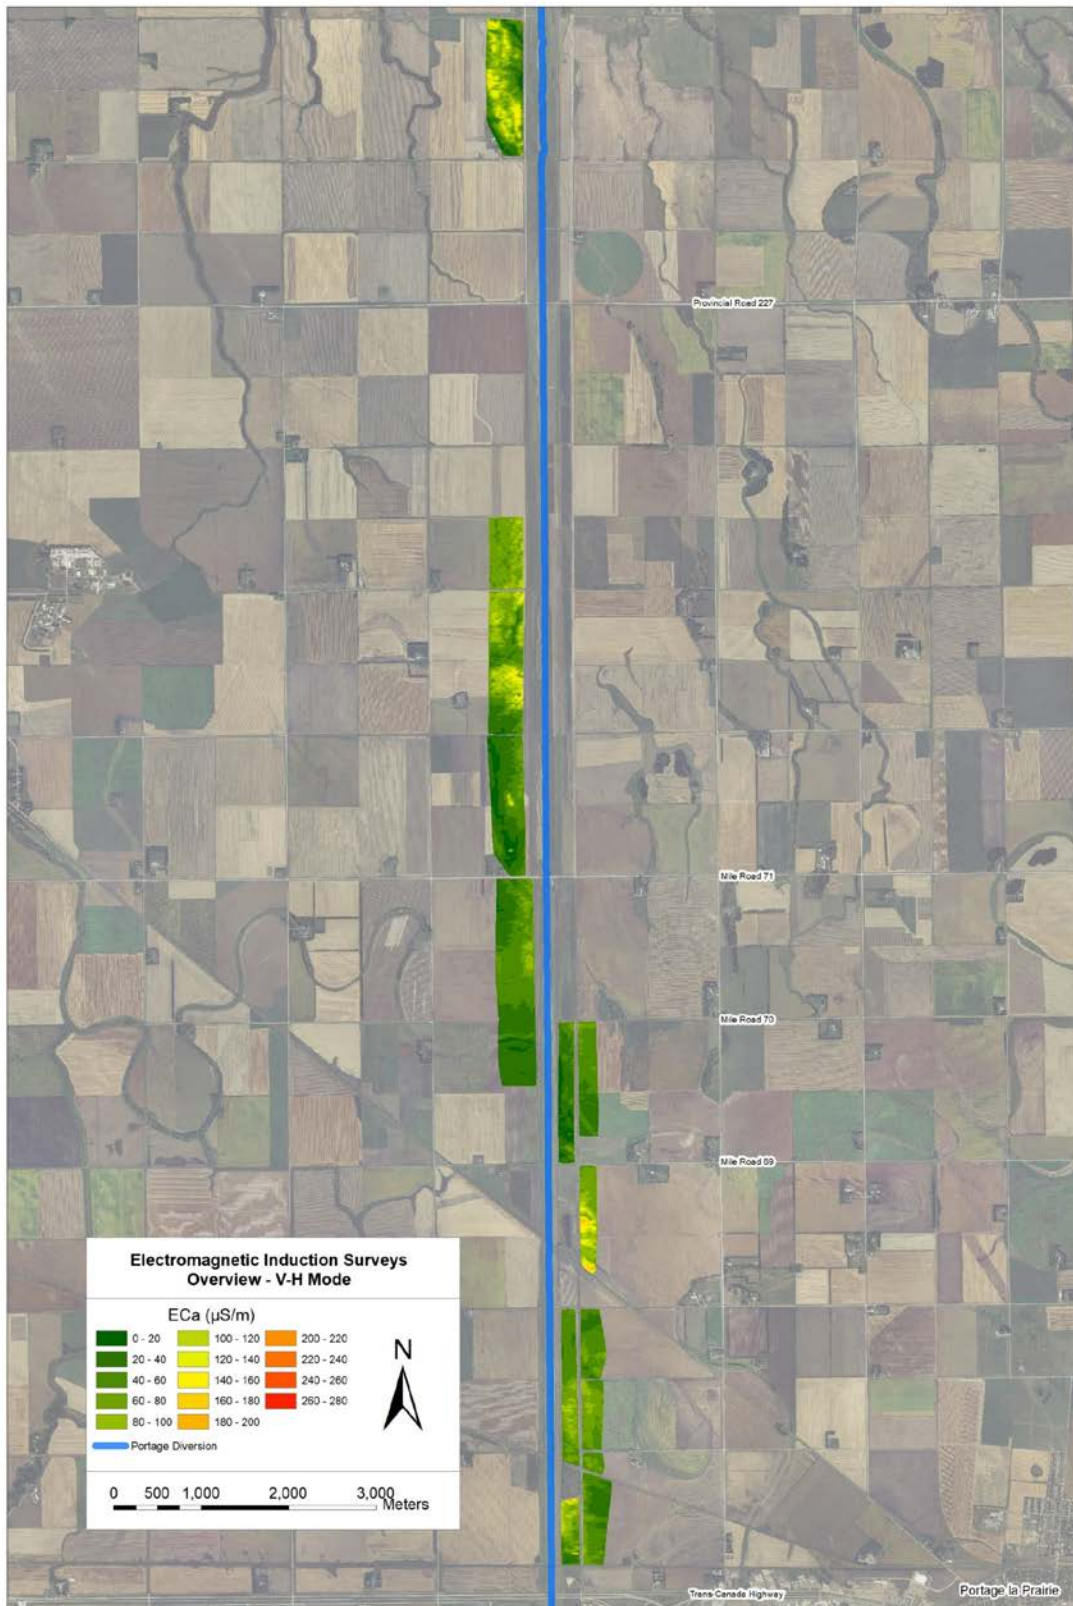 Provincial Road 227
Mile Road 71
Mile Road 70
Mile Road 69
Electromagnetic Induction Surveys
Overview - V-H Mode
ECa (µS/m)
0 - 20
20 - 40
40 - 60
60 - 80
80 - 100
100 - 120
120 - 140
140 - 160
160 - 180
180 - 200
200 - 220
220 - 240
240 - 260
260 - 280
N
Portage Diversion
0 500 1,000 2,000 3,000 Meters
Trans-Canada Highway
Portage la Prairie